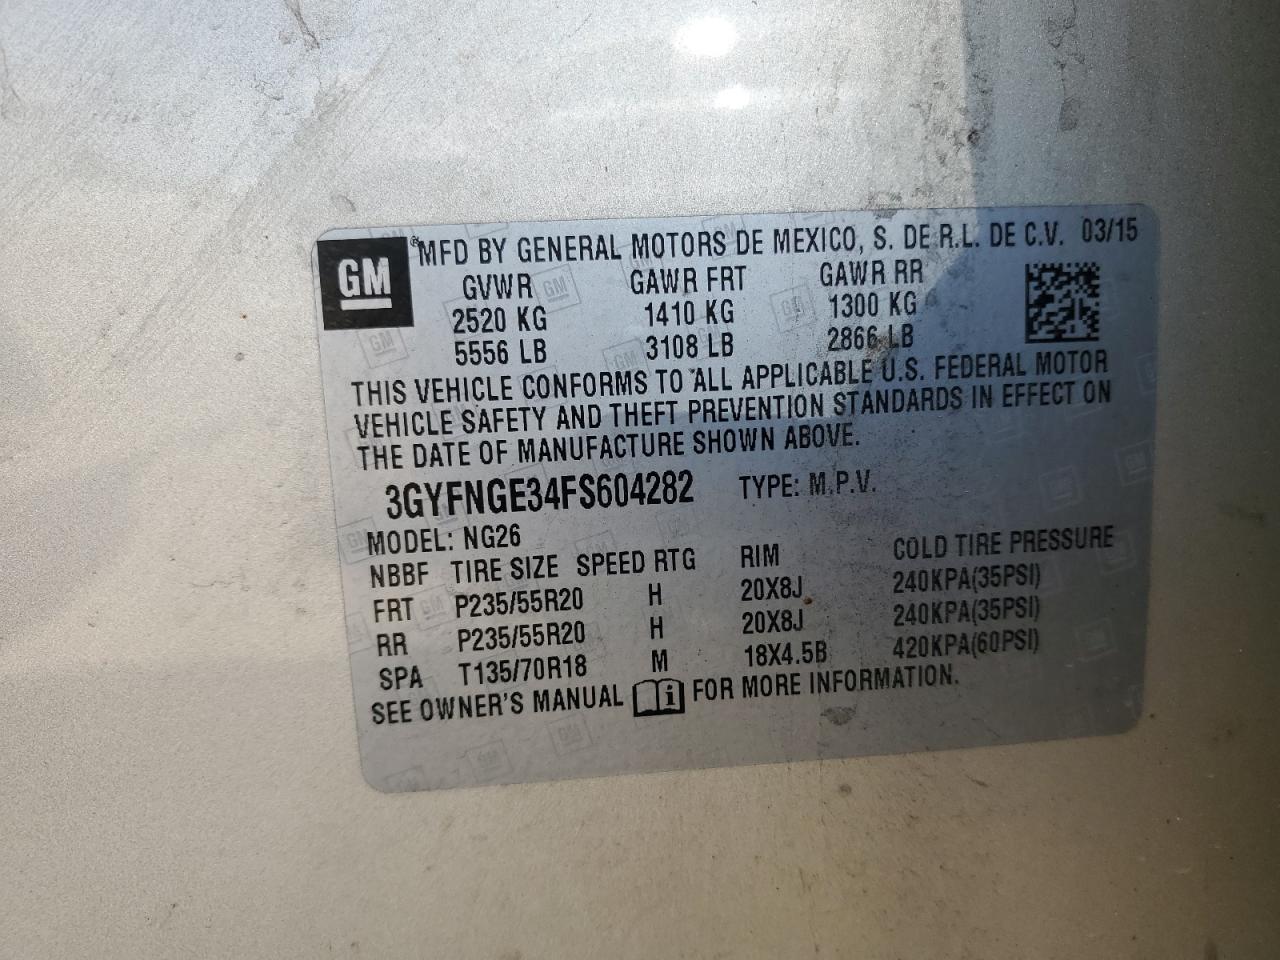 GM
MFD BY GENERAL MOTORS DE MEXICO, S. DE R.L. DE C.V. 03/15
GVWR GAWR FRT GAWR RR
2520 KG 1410 KG 1300 KG
5556 LB 3108 LB 2866 LB
THIS VEHICLE CONFORMS TO ALL APPLICABLE U.S. FEDERAL MOTOR
VEHICLE SAFETY AND THEFT PREVENTION STANDARDS IN EFFECT ON
THE DATE OF MANUFACTURE SHOWN ABOVE.
3GYFNGE34FS604282 TYPE: M.P.V.
MODEL: NG26
NBBF TIRE SIZE SPEED RTG RIM COLD TIRE PRESSURE
FRT P235/55R20 H 20X8J 240KPA(35PSI)
RR P235/55R20 H 20X8J 240KPA(35PSI)
SPA T135/70R18 M 18X4.5B 420KPA(60PSI)
SEE OWNER'S MANUAL i FOR MORE INFORMATION.